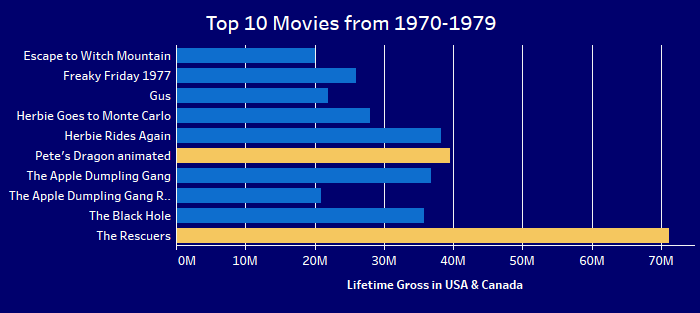 Top 10 Movies from 1970-1979
Escape to Witch Mountain
Freaky Friday 1977
Gus
Herbie Goes to Monte Carlo
Herbie Rides Again
Pete's Dragon animated
The Apple Dumpling Gang
The Apple Dumpling Gang R..
The Black Hole
The Rescuers
0M 10M 20M 30M 40M 50M 60M 70M
Lifetime Gross in USA & Canada